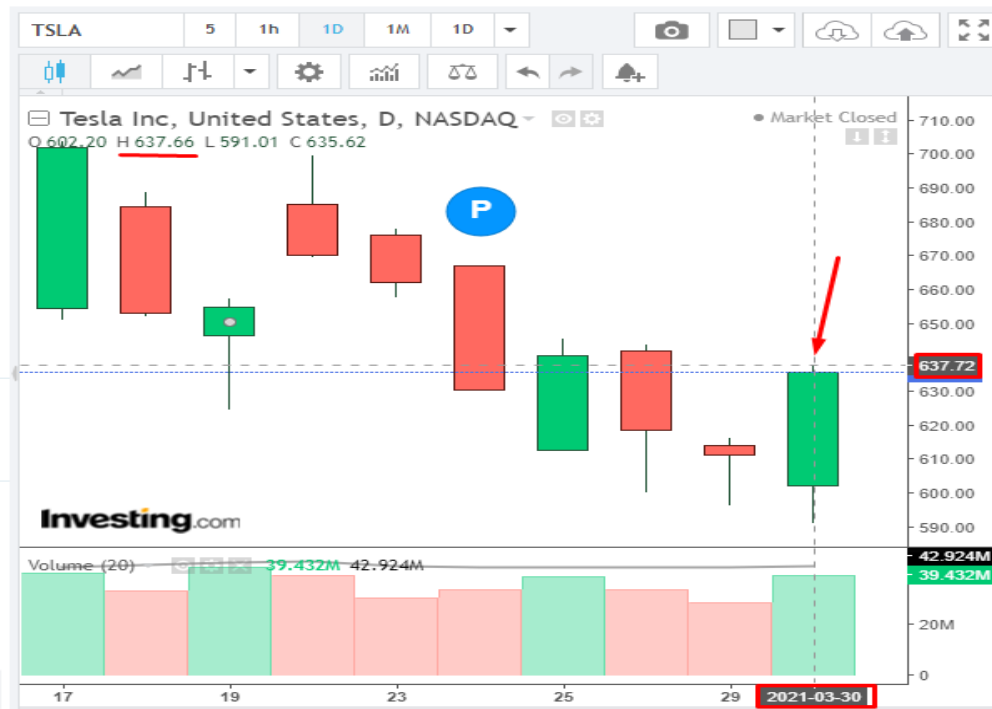 TSLA 5 1h 1D 1M 1D
Tesla Inc, United States, D, NASDAQ
Market Closed
O 602.20 H 637.66 L 591.01 C 635.62
710.00
700.00
690.00
680.00
P
670.00
660.00
650.00
637.72
630.00
620.00
610.00
600.00
Investing.com
590.00
42.924M
Volume (20) 39.432M 42.924M
39.432M
20M
0
17 19 23 25 29 2021-03-30